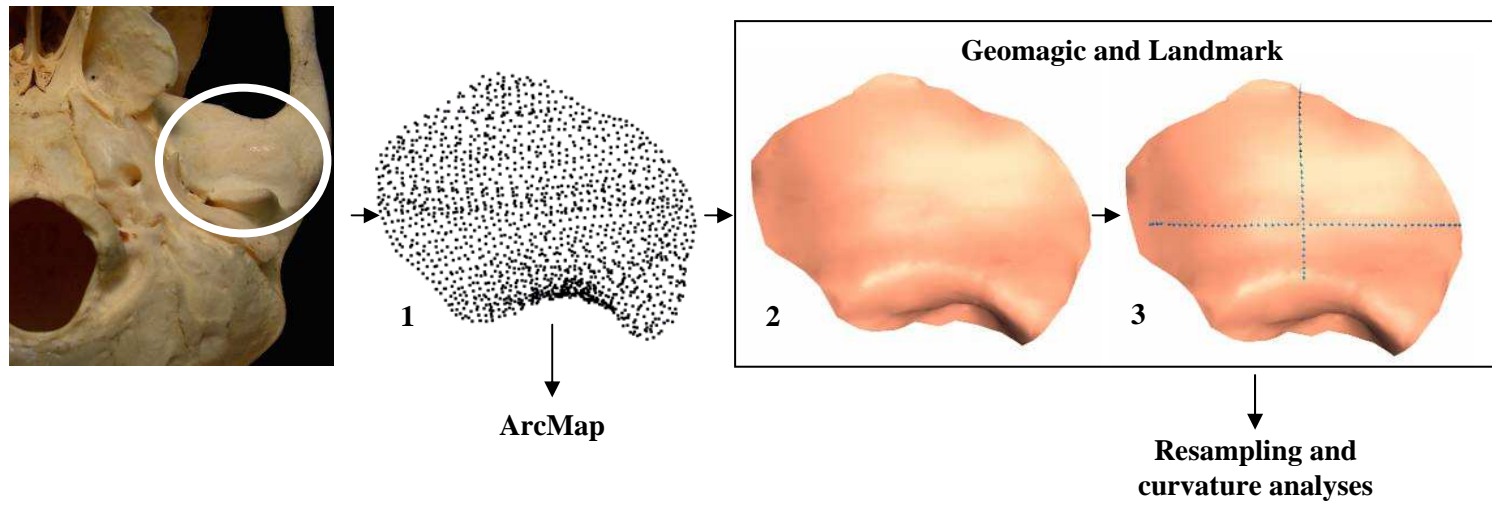 Geomagic and Landmark
1
2
3
ArcMap
Resampling and
curvature analyses